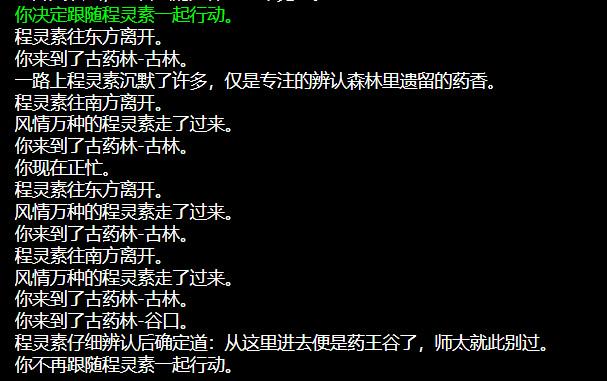 你决定跟随程灵素一起行动。
程灵素往东方离开。
你来到了古药林-古林。
一路上程灵素沉默了许多，仅是专注的辨认森林里遗留的药香。
程灵素往南方离开。
风情万种的程灵素走了过来。
你来到了古药林-古林。
你现在正忙。
程灵素往东方离开。
风情万种的程灵素走了过来。
你来到了古药林-古林。
程灵素往南方离开。
风情万种的程灵素走了过来。
你来到了古药林-古林。
你来到了古药林-谷口。
程灵素仔细辨认后确定道：从这里进去便是药王谷了，师太就此别过。
你不再跟随程灵素一起行动。